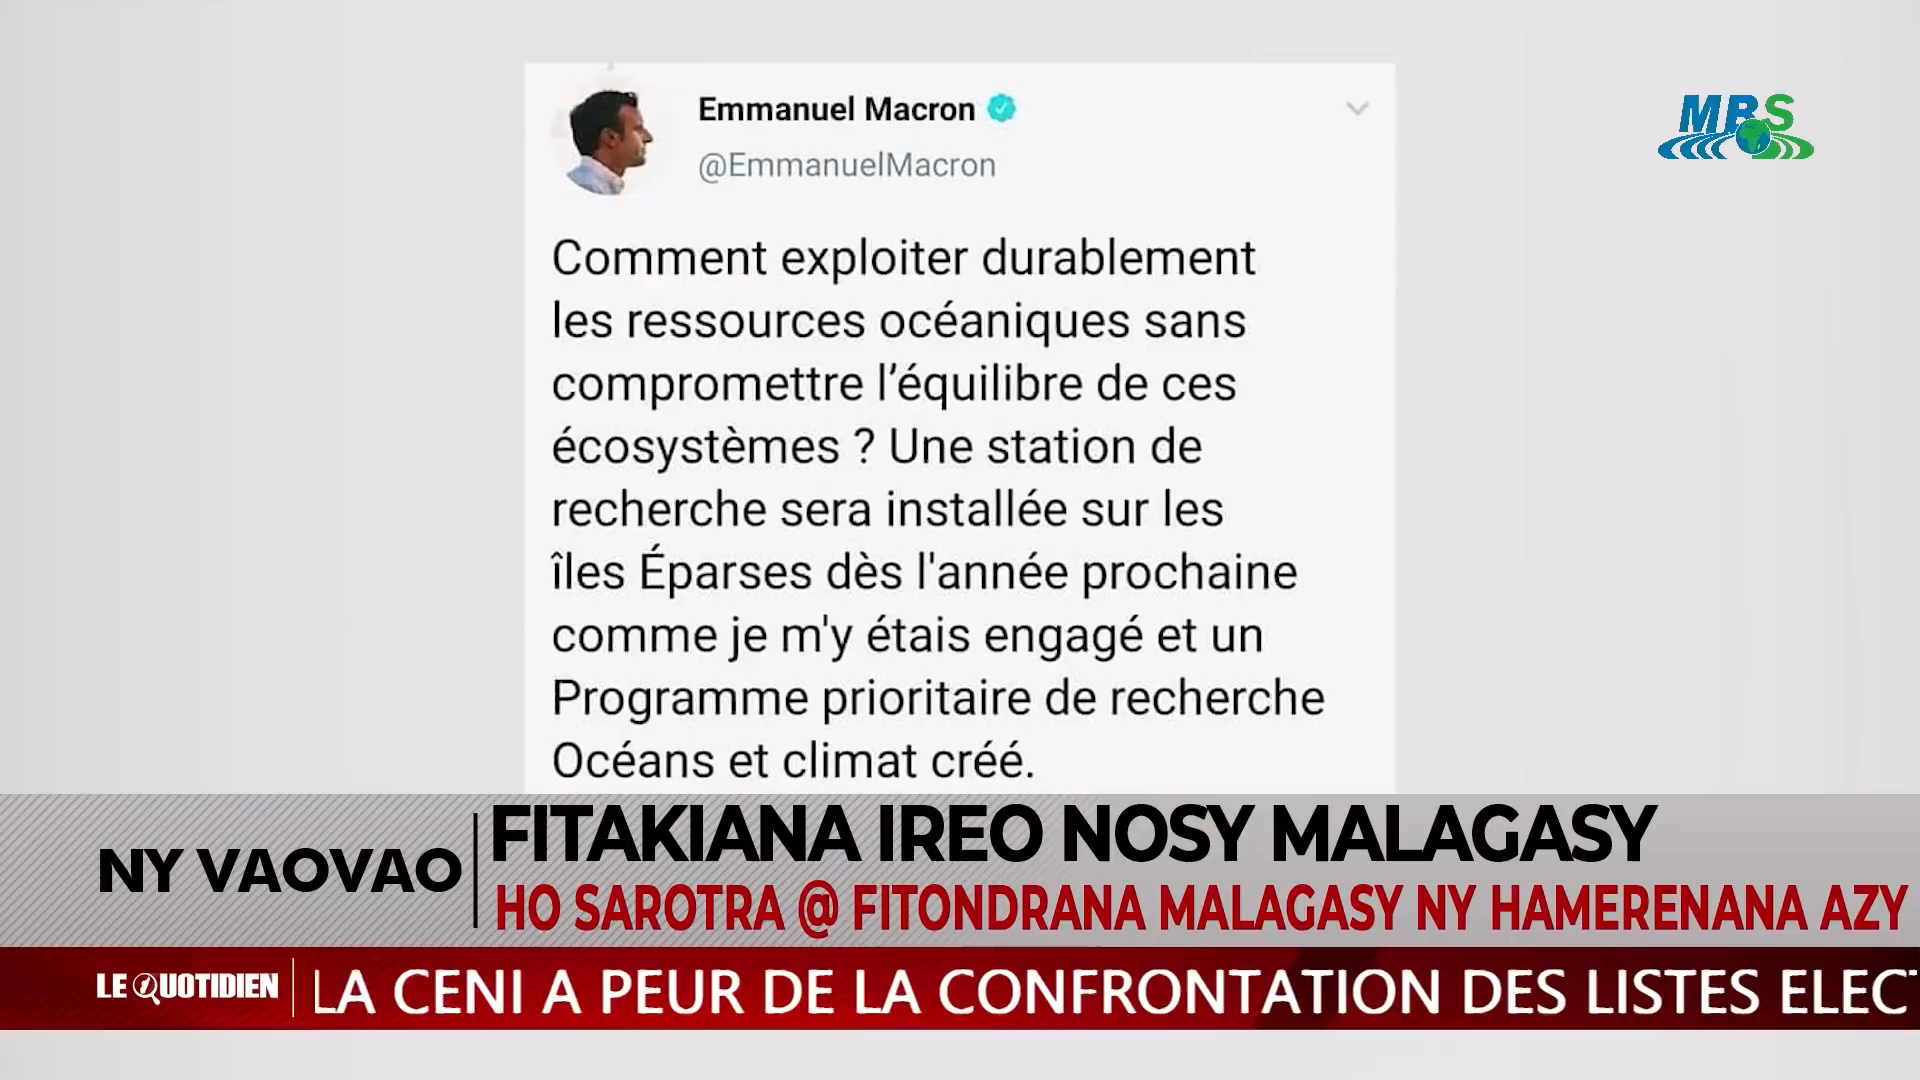 Emmanuel Macron
@EmmanuelMacron
MBS
Comment exploiter durablement
les ressources océaniques sans
compromettre l’équilibre de ces
écosystèmes ? Une station de
recherche sera installée sur les
îles Éparses dès l'année prochaine
comme je m'y étais engagé et un
Programme prioritaire de recherche
Océans et climat créé.
NY VAOVAO
FITAKIANA IREO NOSY MALAGASY
HO SAROTRA @ FITONDRANA MALAGASY NY HAMERENANA AZY
LE QUOTIDIEN
LA CENI A PEUR DE LA CONFRONTATION DES LISTES ELEC